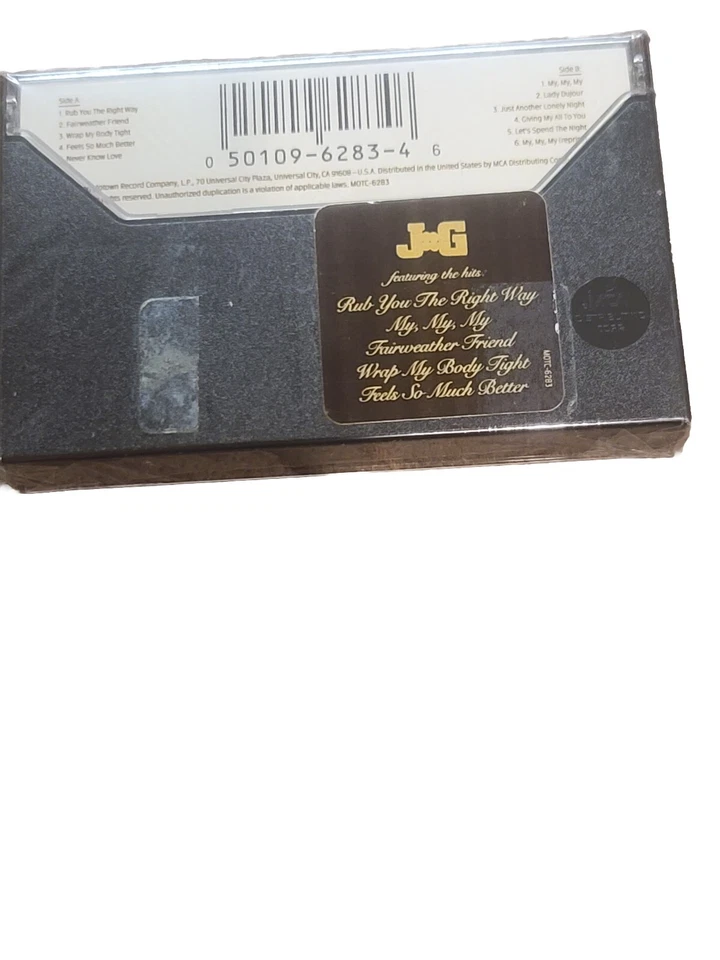 Side A
1. Rub You The Right Way
2. Fairweather Friend
3. Wrap My Body Tight
4. Feels So Much Better
Never Know Love
0 50109-6283-4 6
Side B
1. My, My, My
2. Lady Dujour
3. Just Another Lonely Night
4. Giving My All To You
5. Let's Spend The Night
6. My, My, My (repris
town Record Company, L.P., 70 Universal City Plaza, Universal City, CA 91608-U.S.A. Distributed in the United States by MCA Distributing Co
reserved. Unauthorized duplication is a violation of applicable laws. MOTC-6283
J G
featuring the hits:
Rub You The Right Way
My, My, My
Fairweather Friend
Wrap My Body Tight
Feels So Much Better
MOTC-6283